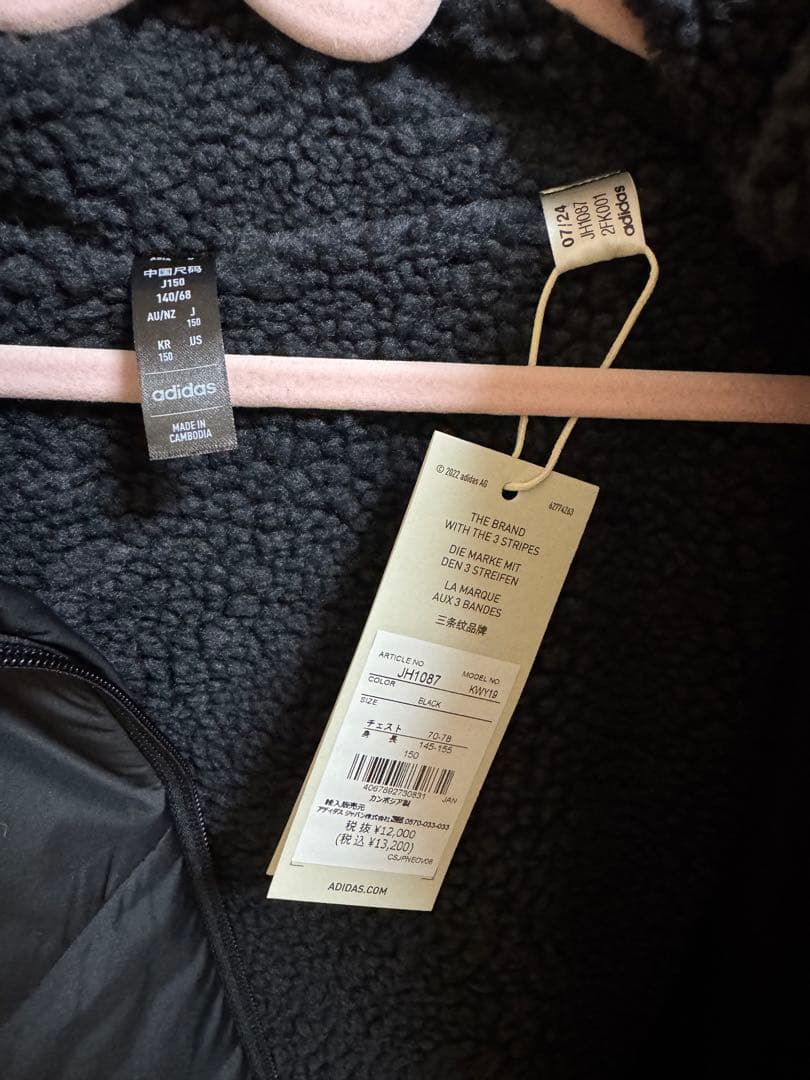 中国尺码
J150
140/68
AU/NZ J
150
KR US
150
adidas
MADE IN
CAMBODIA
07/24
JH1087
2FK001
adidas
© 2022 adidas AG
62774263
THE BRAND
WITH THE 3 STRIPES
DIE MARKE MIT
DEN 3 STREIFEN
LA MARQUE
AUX 3 BANDES
三条纹品牌
ARTICLE NO. MODEL NO.
JH1087 KWY19
COLOR BLACK
SIZE
チェスト 70-78
身 長 145-155
150
4067892730831 JAN
カンボジア製
輸入販売元
アディダス ジャパン株式会社 0570-033-033
税 抜 ¥12,000
(税 込 ¥13,200)
CSJPNEOV06
ADIDAS.COM